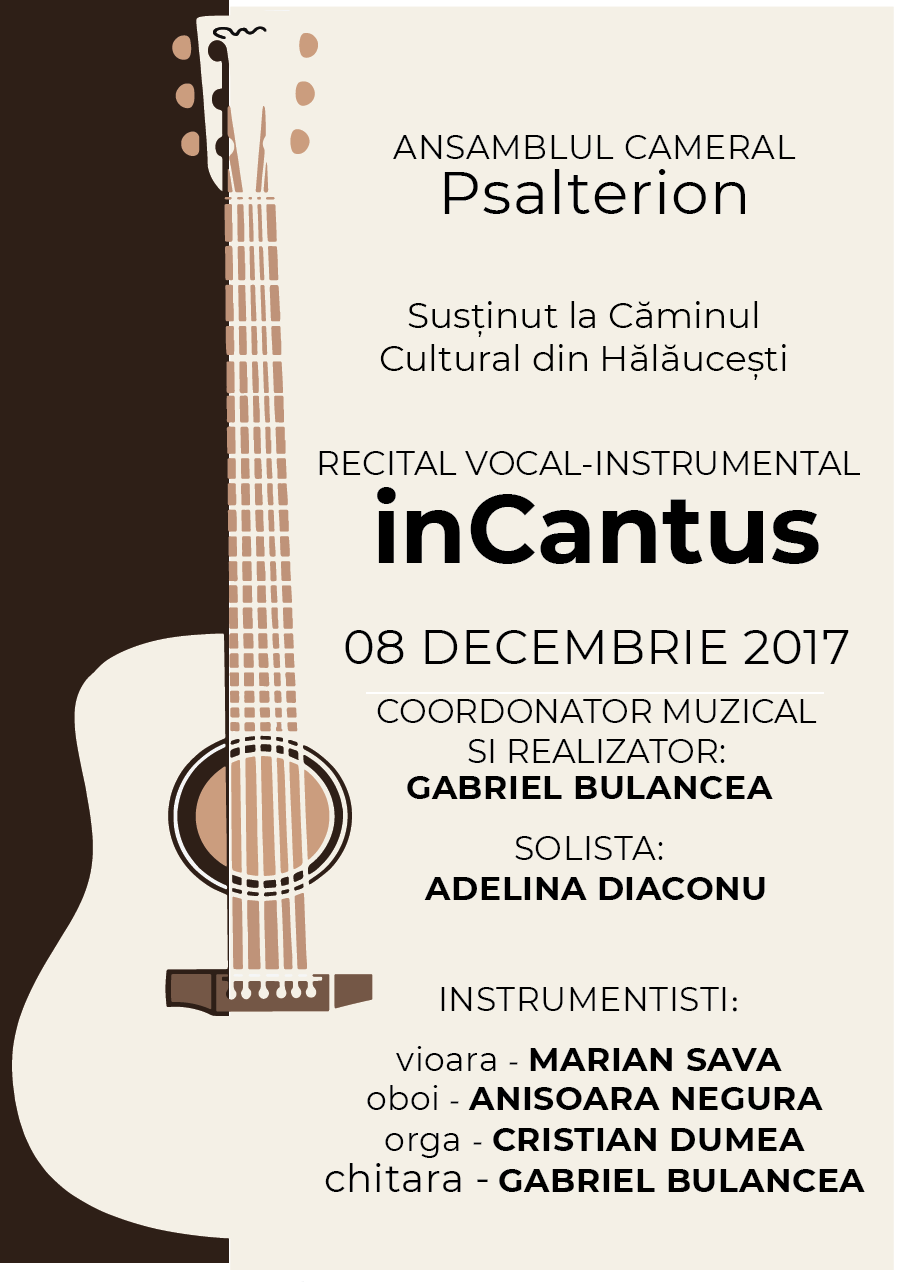 ANSAMBLUL CAMERAL
Psalterion
Susținut la Căminul
Cultural din Hălăucești
RECITAL VOCAL-INSTRUMENTAL
inCantus
08 DECEMBRIE 2017
COORDONATOR MUZICAL
SI REALIZATOR:
GABRIEL BULANCEA
SOLISTA:
ADELINA DIACONU
INSTRUMENTISTI:
vioara - MARIAN SAVA
oboi - ANISOARA NEGURA
orga - CRISTIAN DUMEA
chitara - GABRIEL BULANCEA